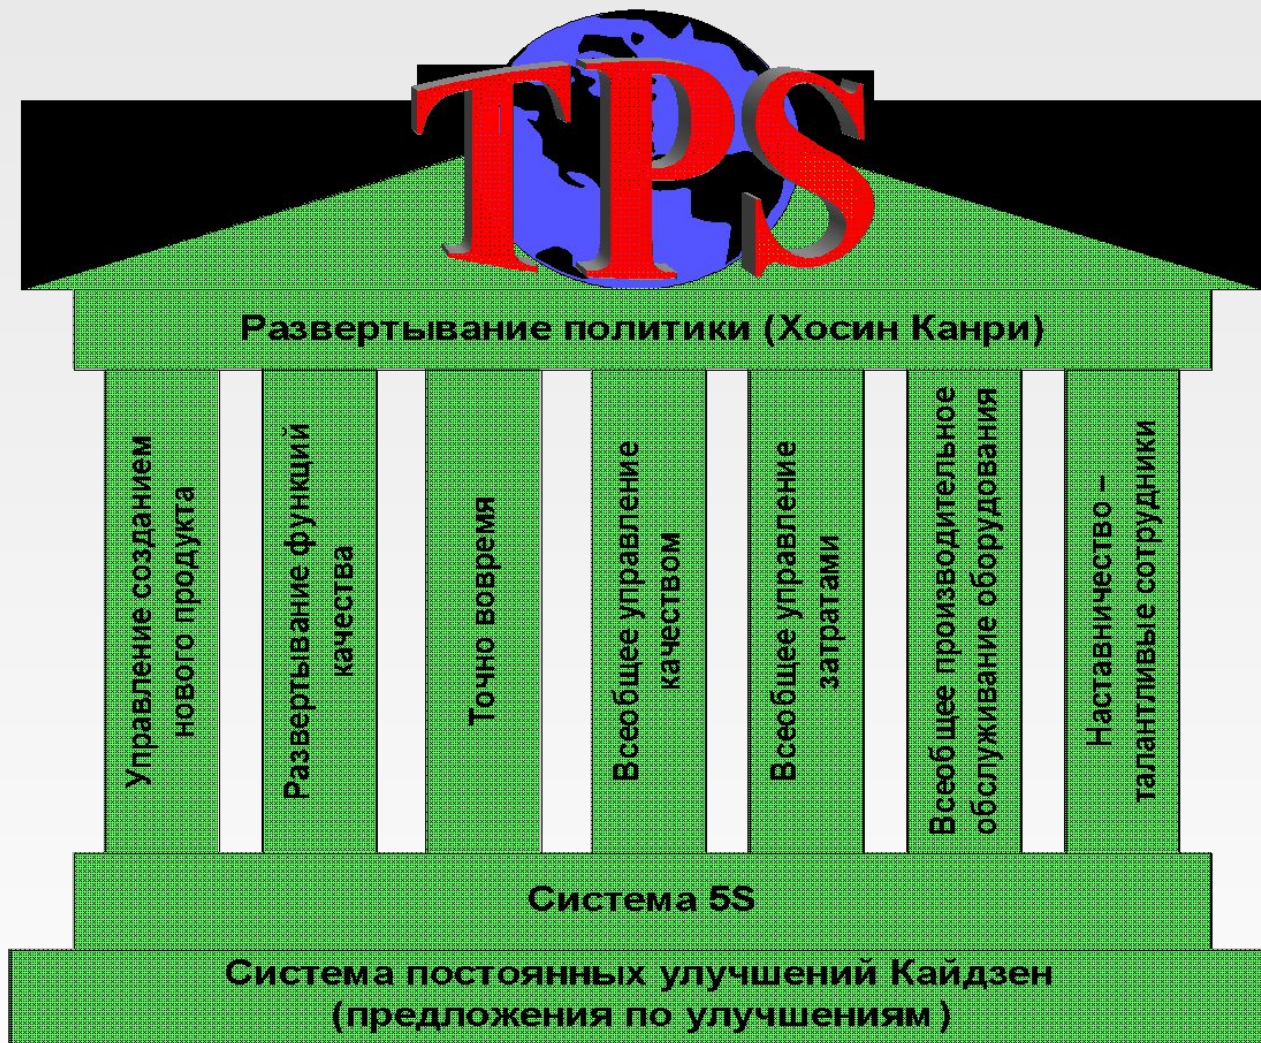 TPS
Развертывание политики (Хосин Канри)
Управление созданием
нового продукта
Развертывание функций
качества
Точно вовремя
Всеобщее управление
качеством
Всеобщее управление
затратами
Всеобщее производительное
обслуживание оборудования
Наставничество –
талантливые сотрудники
Система 5S
Система постоянных улучшений Кайдзен
(предложения по улучшениям)